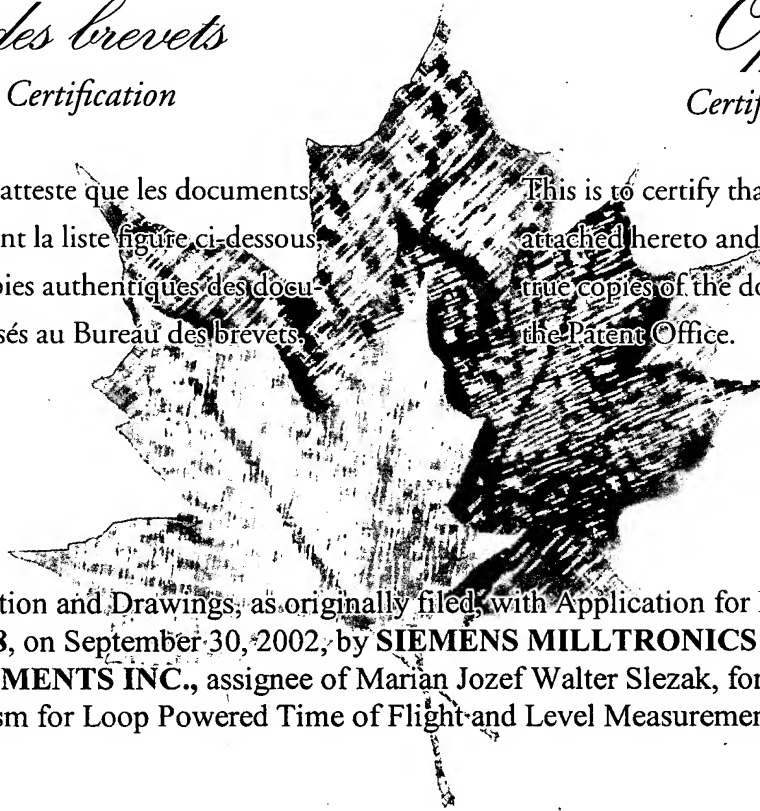 des brevets
Certification
atteste que les documents
nt la liste figure ci-dessous,
pies authentiques des docu-
sés au Bureau des brevets.
Certif
This is to certify tha
attached hereto and
true copies of the do
the Patent Office.
tion and Drawings, as originally filed, with Application for
8, on September 30, 2002, by SIEMENS MILLTRONICS
MENTS INC., assignee of Marian Jozef Walter Slezak, for
sm for Loop Powered Time of Flight and Level Measuremen